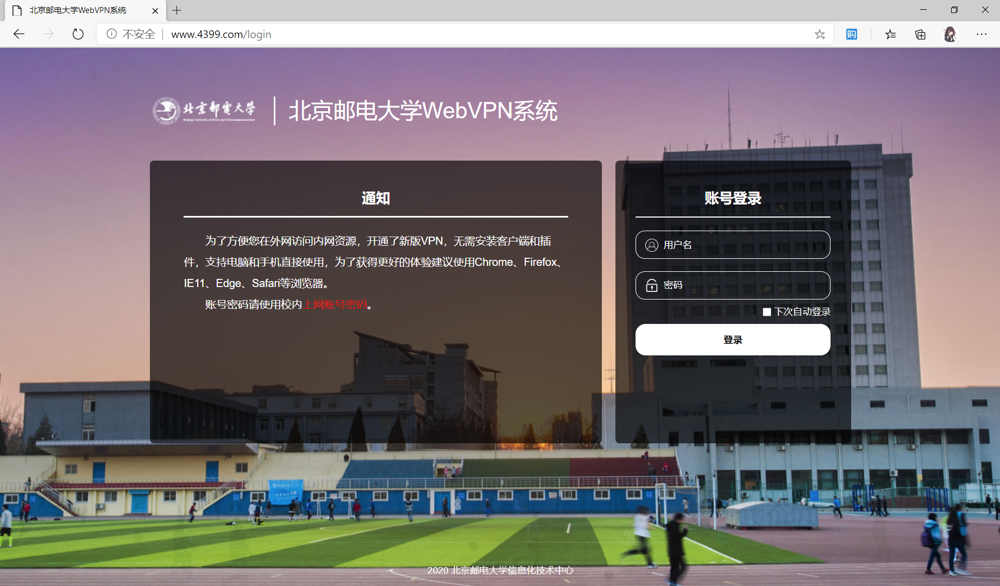 北京邮电大学WebVPN系统
不安全
www.4399.com/login
购
北京邮电大学
Beijing University of Posts and Telecommunications
北京邮电大学WebVPN系统
通知
为了方便您在外网访问内网资源，开通了新版VPN，无需安装客户端和插
件，支持电脑和手机直接使用，为了获得更好的体验建议使用Chrome、Firefox、
IE11、Edge、Safari等浏览器。
账号密码请使用校内上网账号密码。
账号登录
用户名
密码
下次自动登录
登录
2020 北京邮电大学信息化技术中心